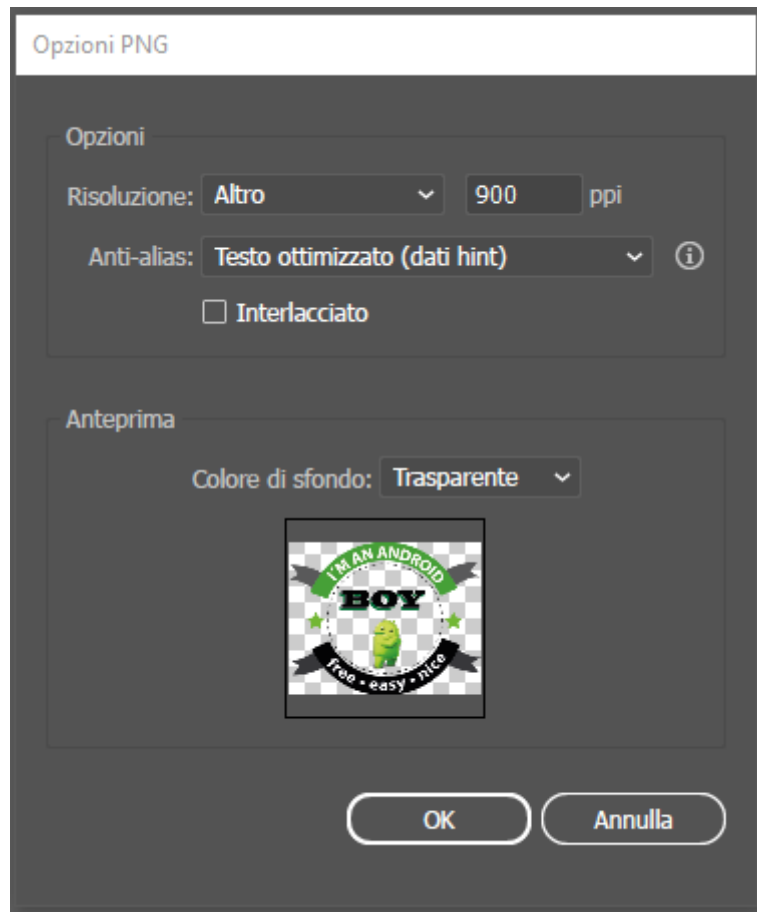 Opzioni PNG
Opzioni
Risoluzione: Altro 900 ppi
Anti-alias: Testo ottimizzato (dati hint)
Interlacciato
Anteprima
Colore di sfondo: Trasparente
I'M AN ANDROID
BOY
free • easy • nice
OK Annulla